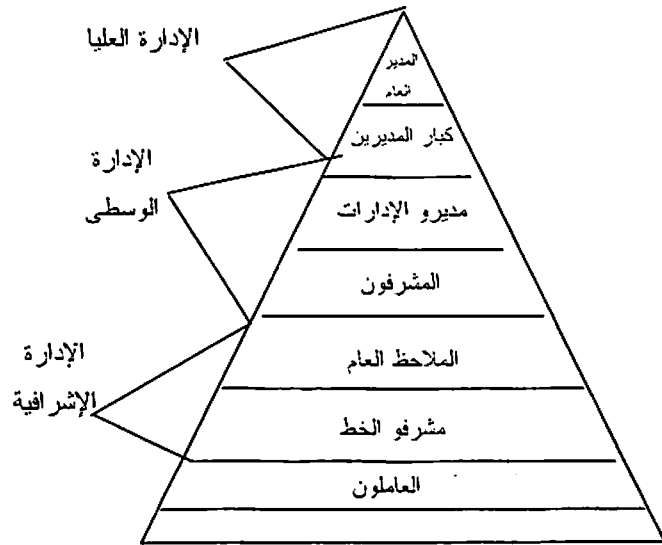 الإدارة العليا
المدير
العام
كبار المديرين
الإدارة
الوسطى
مديرو الإدارات
المشرفون
الإدارة
الإشرافية
الملاحظ العام
مشرفو الخط
العاملون